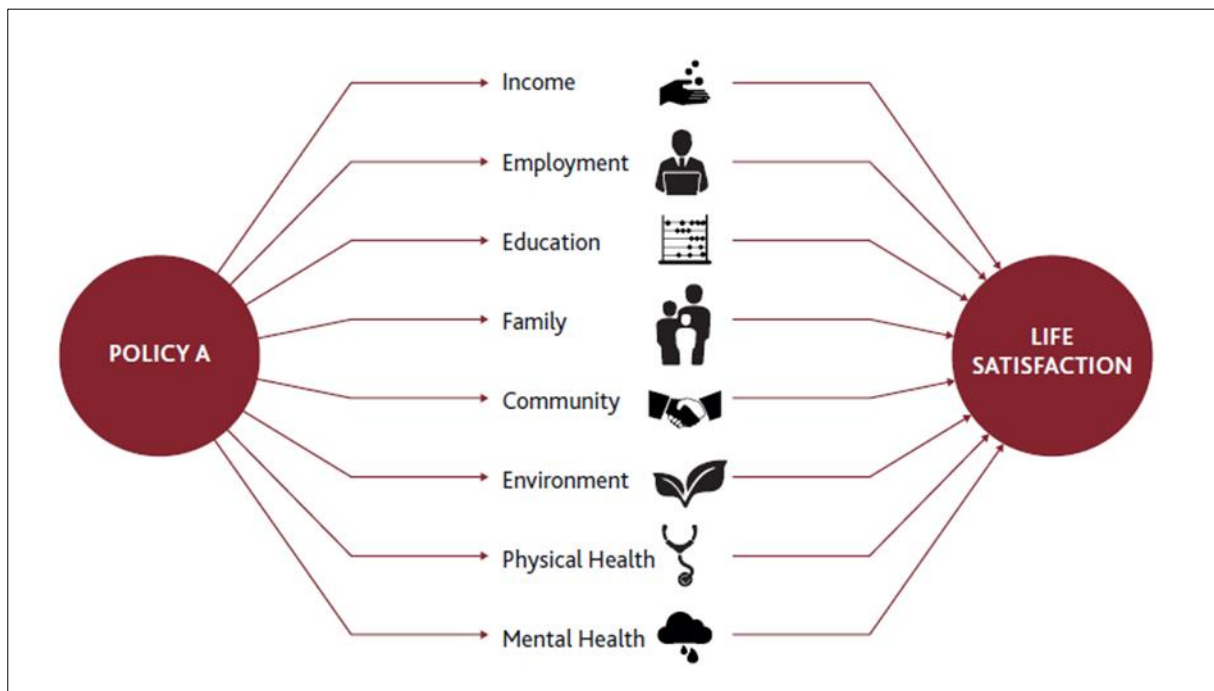 Income
Employment
Education
Family
Community
Environment
Physical Health
Mental Health
POLICY A
LIFE
SATISFACTION